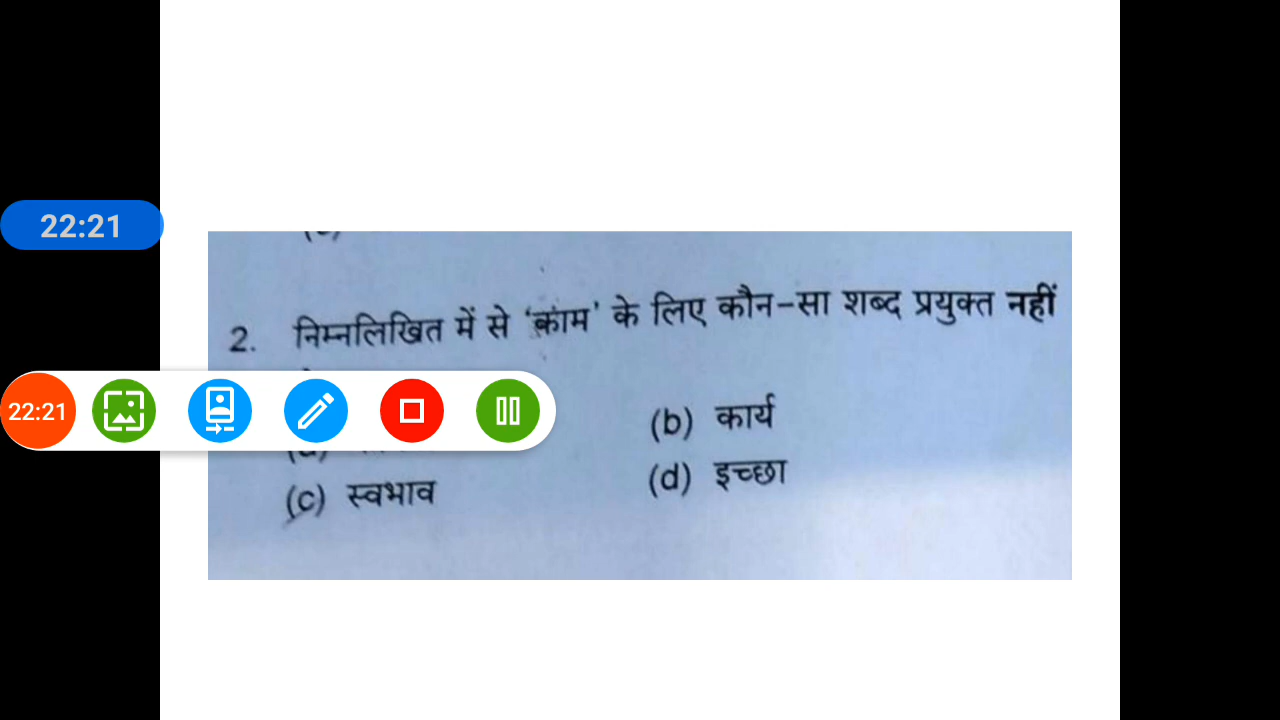 22:21
2. निम्नलिखित में से 'काम' के लिए कौन-सा शब्द प्रयुक्त नहीं
22:21
(b) कार्य
(c) स्वभाव
(d) इच्छा